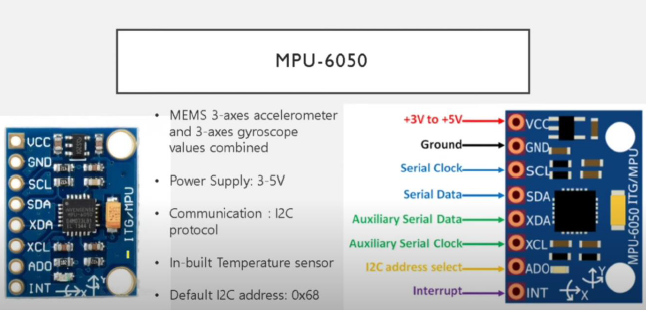 MPU-6050
• MEMS 3-axes accelerometer
and 3-axes gyroscope
values combined
• Power Supply: 3-5V
• Communication : I2C
protocol
• In-built Temperature sensor
• Default I2C address: 0x68
VCC
GND
SCL
SDA
XDA
XCL
ADO
INT
ITG/MPU
X
Y
+3V to +5V
Ground
Serial Clock
Serial Data
Auxiliary Serial Data
Auxiliary Serial Clock
I2C address select
Interrupt
VCC
GND
SCL
SDA
XDA
XCL
ADO
INT
MPU-6050 ITG/MPU
X
Y